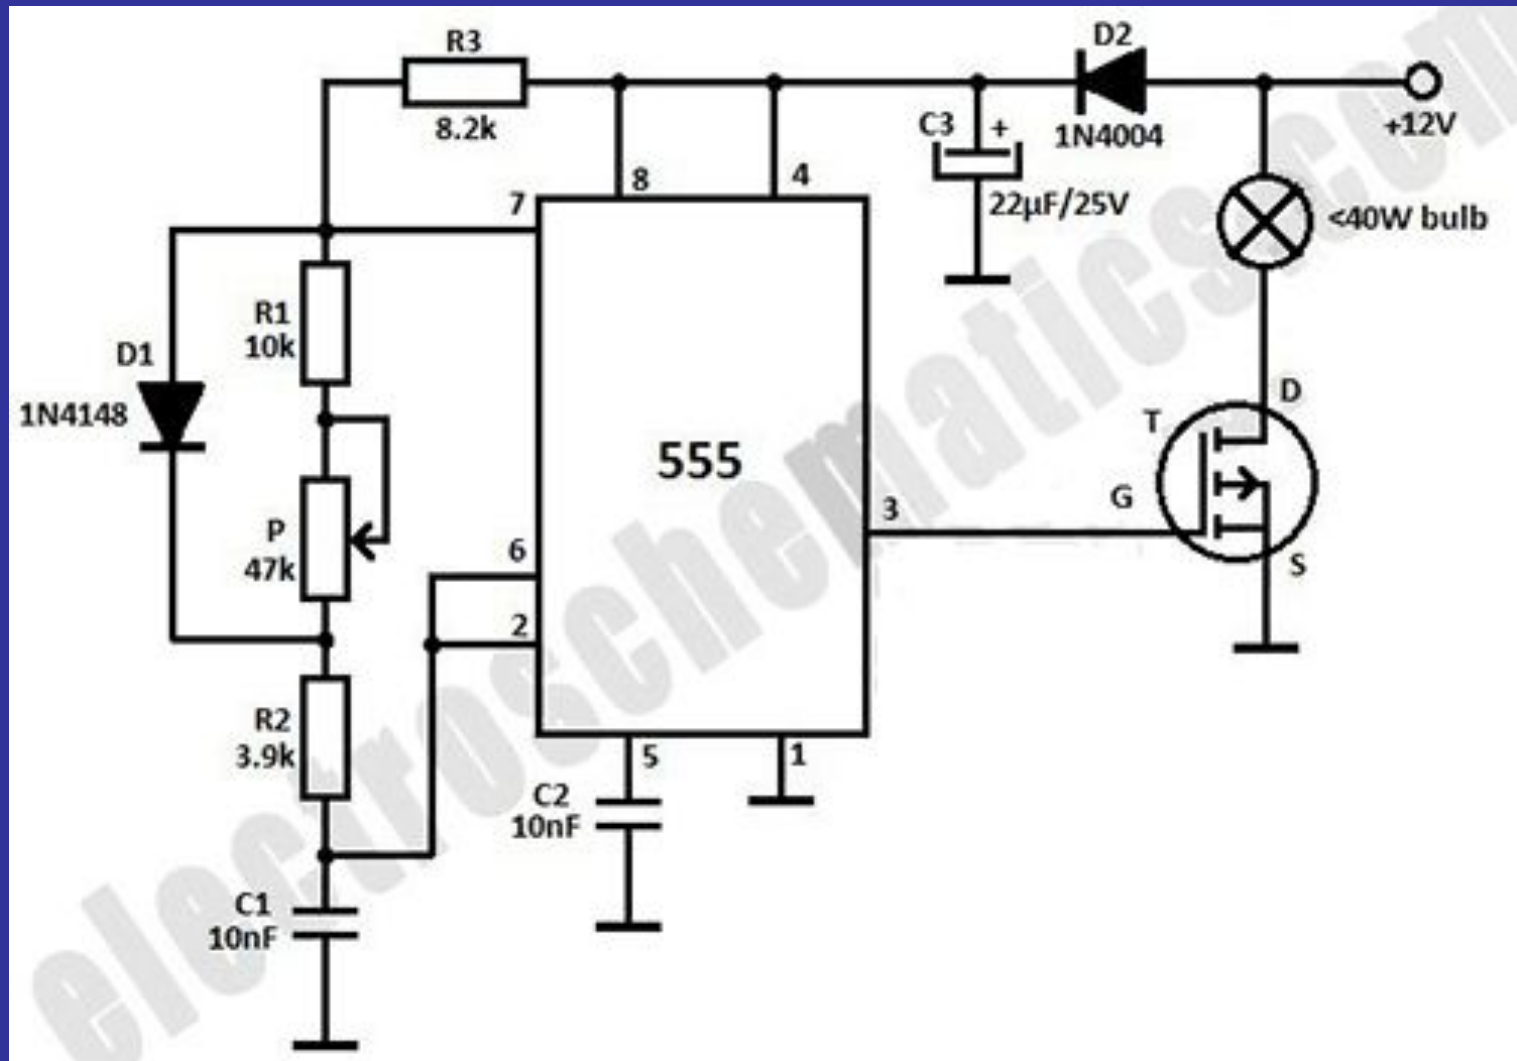 R3
8.2k
D2
1N4004
+12V
C3
+
22µF/25V
<40W bulb
8
4
7
R1
10k
D1
1N4148
555
D
T
G
S
3
P
47k
6
2
R2
3.9k
5
1
C2
10nF
C1
10nF
electroschematics.com